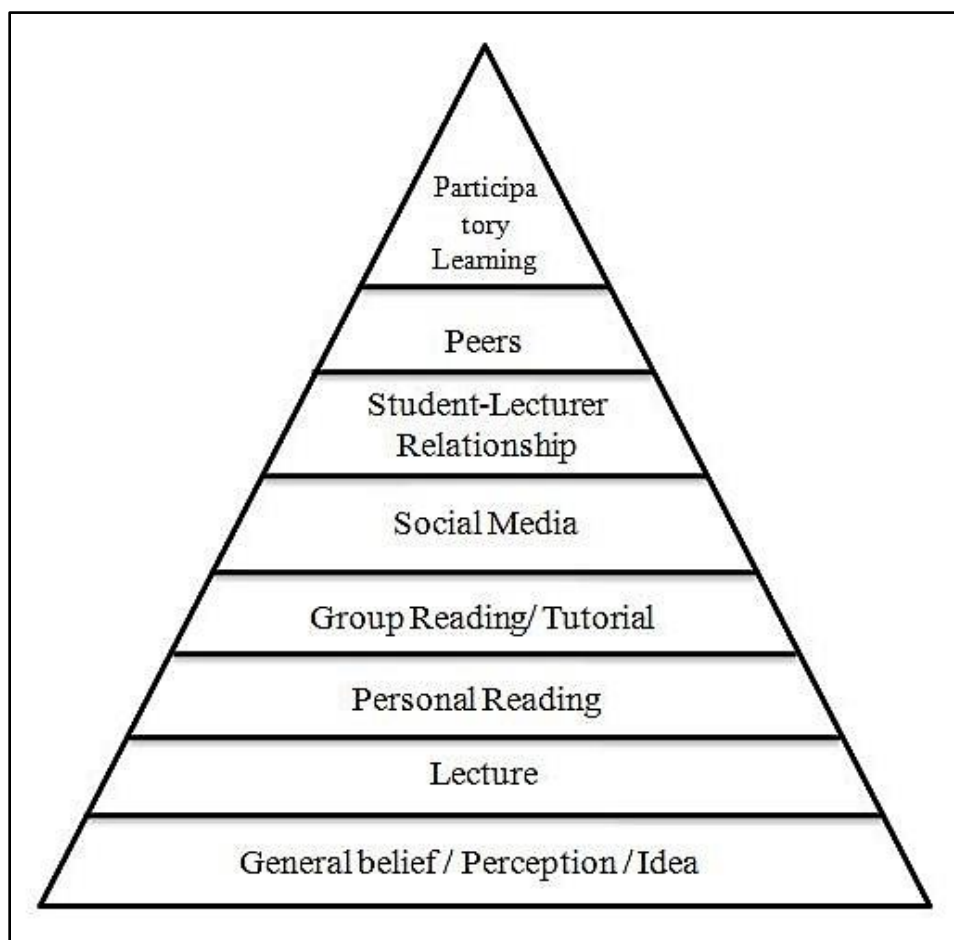 Participa
tory
Learning
Peers
Student-Lecturer
Relationship
Social Media
Group Reading/ Tutorial
Personal Reading
Lecture
General belief / Perception / Idea